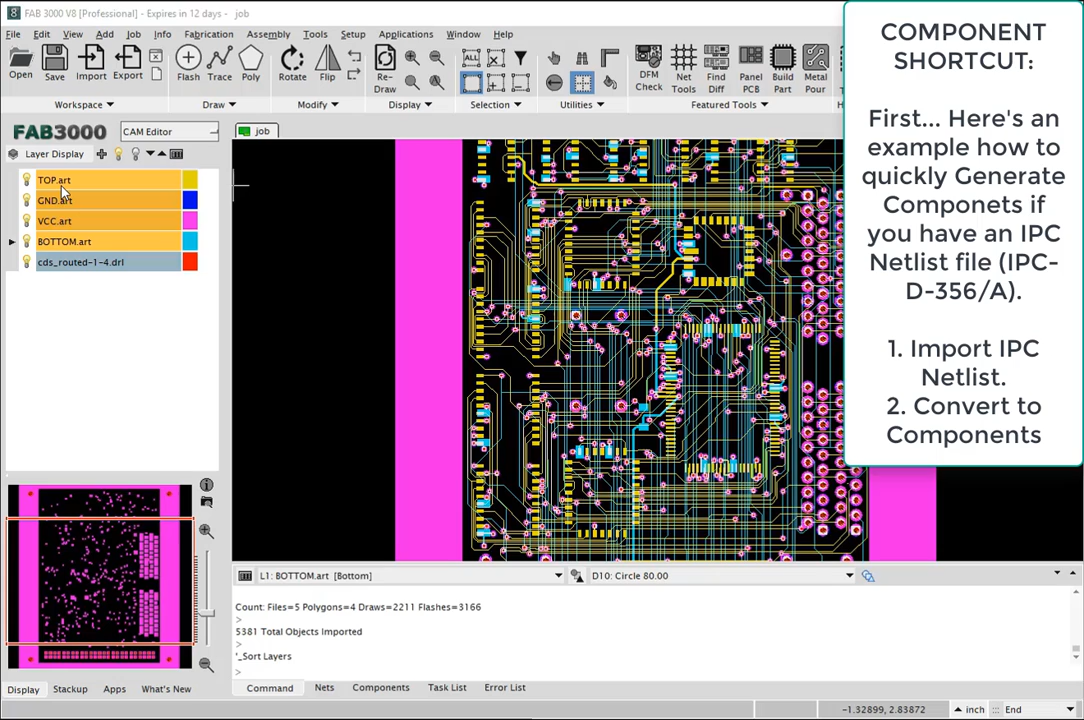 FAB 3000 V8 [Professional] - Expires in 12 days - job
File Edit View Add Job Info Fabrication Assembly Tools Setup Applications Window Help
Open Save Import Export Flash Trace Poly Rotate Flip Re-Draw ALL DFM Check Net Tools Find Diff Panel PCB Build Part Metal Pour
Workspace Draw Modify Display Selection Utilities Featured Tools
FAB3000 CAM Editor job
Layer Display
TOP.art
GND.art
VCC.art
BOTTOM.art
cds_routed-1-4.drl
COMPONENT
SHORTCUT:
First... Here's an
example how to
quickly Generate
Componets if
you have an IPC
Netlist file (IPC-
D-356/A).
1. Import IPC
Netlist.
2. Convert to
Components
L1: BOTTOM.art [Bottom] D10: Circle 80.00
Count: Files=5 Polygons=4 Draws=2211 Flashes=3166
>
5381 Total Objects Imported
>
'_Sort Layers
>
Display Stackup Apps What's New
Command Nets Components Task List Error List
-1.32899, 2.83872 inch ::: End